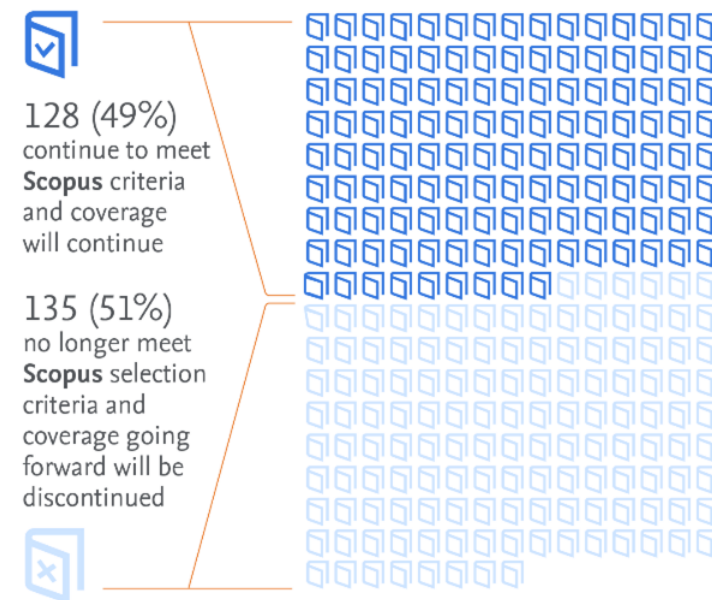 128 (49%)
continue to meet
Scopus criteria
and coverage
will continue
135 (51%)
no longer meet
Scopus selection
criteria and
coverage going
forward will be
discontinued